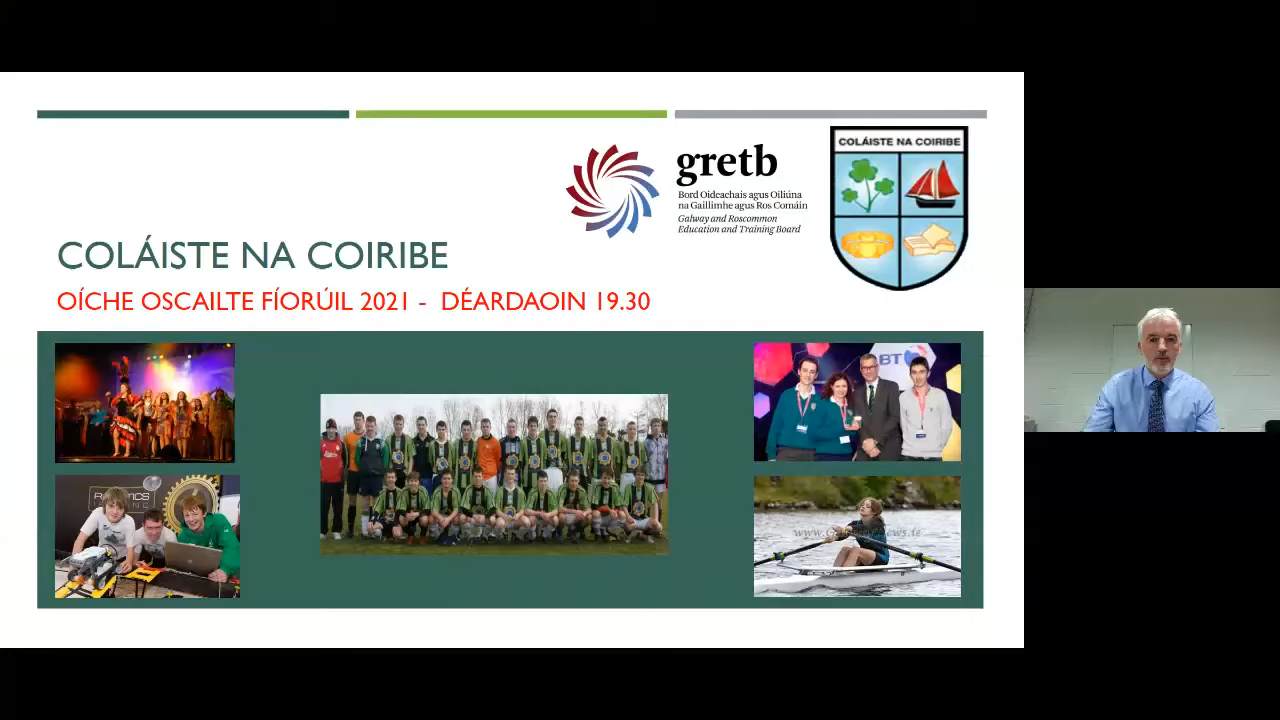 gretb
Bord Oideachais agus Oiliúna
na Gaillimhe agus Ros Comáin
Galway and Roscommon
Education and Training Board
COLÁISTE NA COIRIBE
COLÁISTE NA COIRIBE
OÍCHE OSCAILTE FÍORÚIL 2021 - DÉARDAOIN 19.30
BT